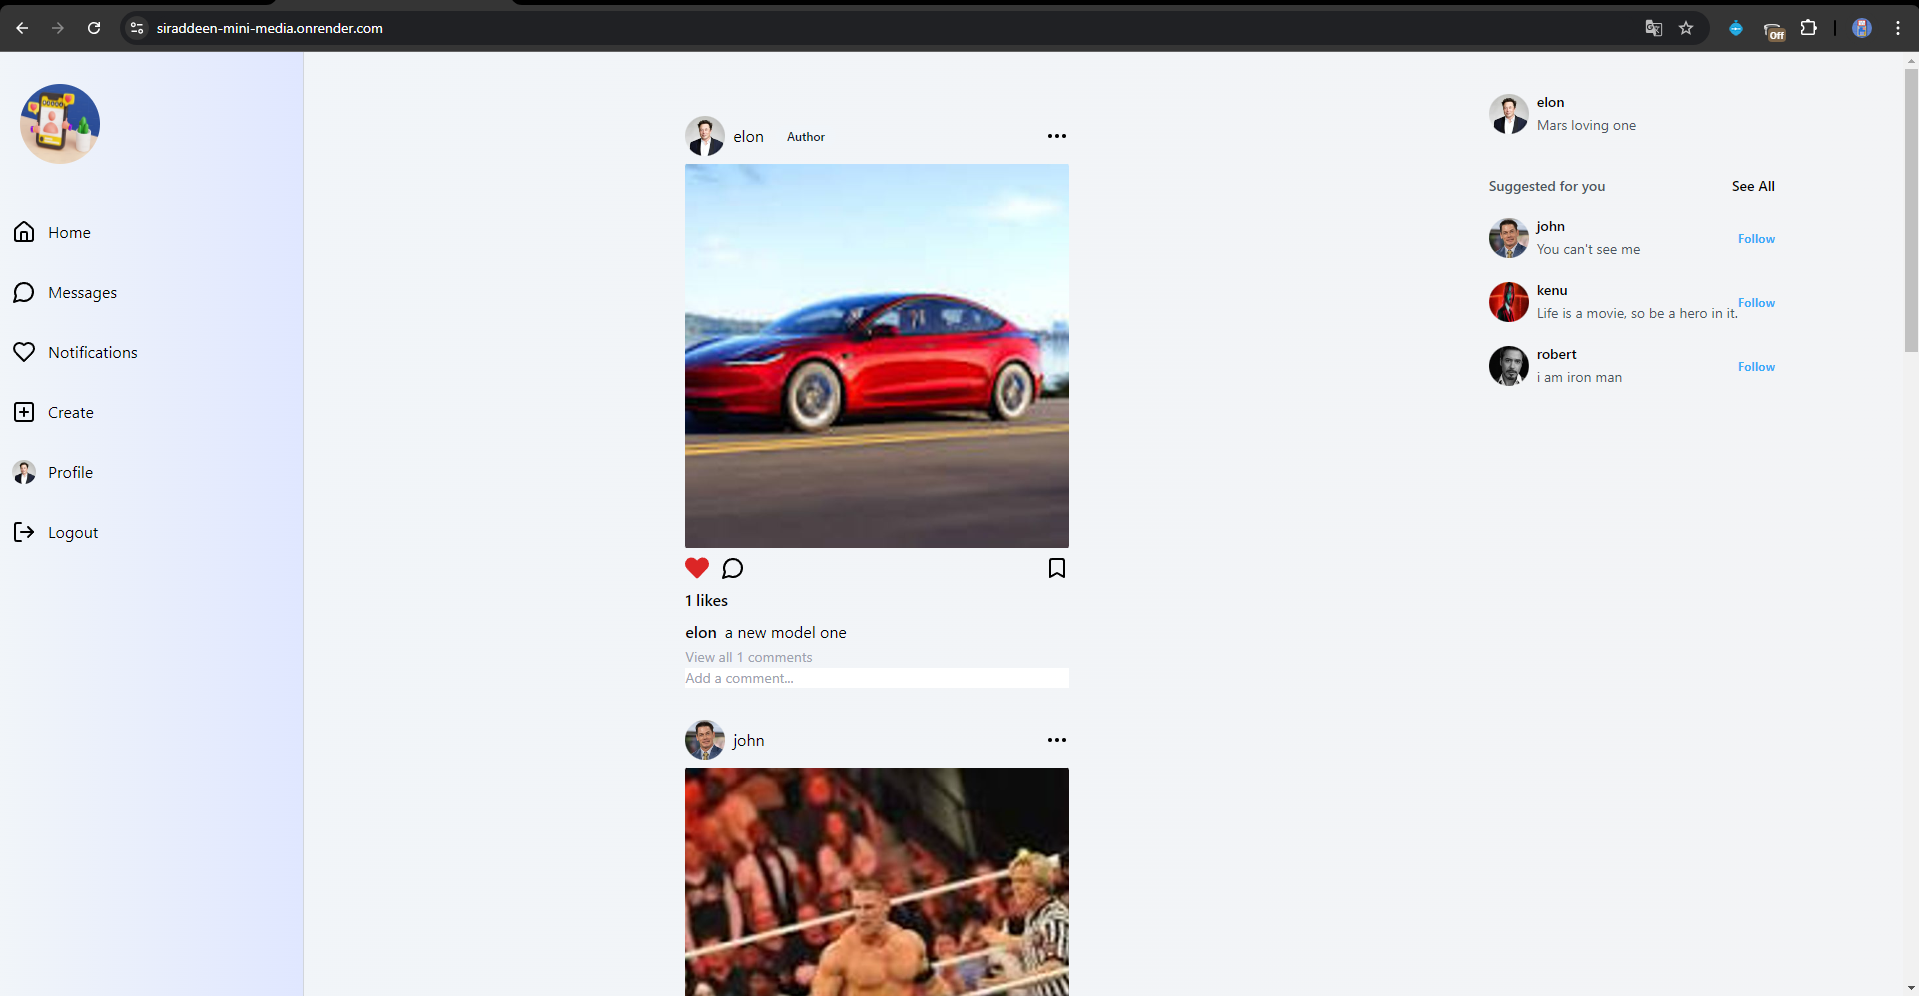 siraddeen-mini-media.onrender.com
Off
Home
Messages
Notifications
Create
Profile
Logout
elon Author
1 likes
elon a new model one
View all 1 comments
Add a comment...
john
elon
Mars loving one
Suggested for you See All
john
You can't see me
Follow
kenu
Life is a movie, so be a hero in it.
Follow
robert
i am iron man
Follow